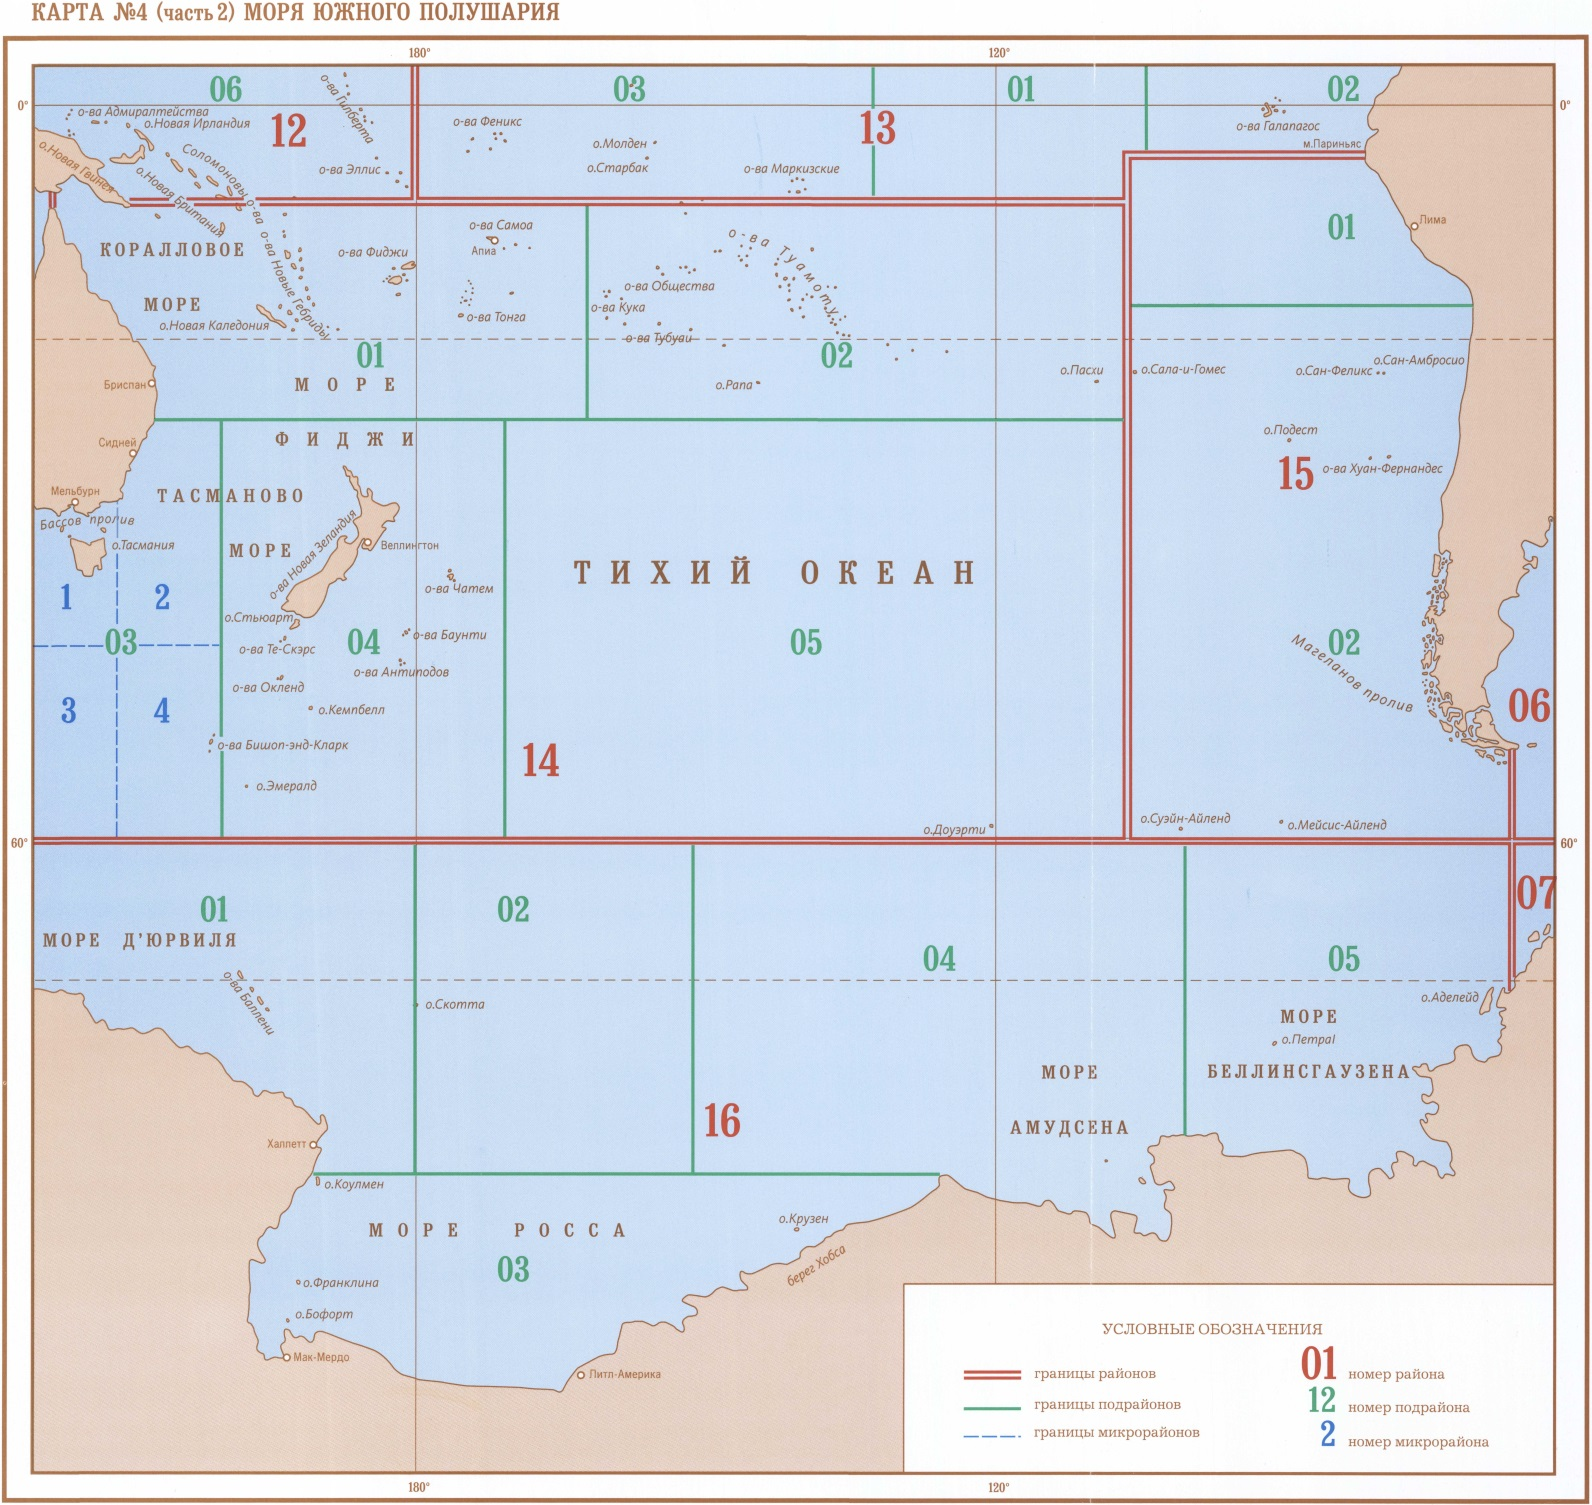 КАРТА №4 (часть 2) МОРЯ ЮЖНОГО ПОЛУШАРИЯ
180°
120°
06
03
01
02
0°
0°
о-ва Гилберта
о-ва Адмиралтейства
о.Новая Ирландия
12
о-ва Феникс
13
о-ва Галапагос
о.Молден
м.Париньяс
о.Новая Гвинея
Соломоновы о-ва
о-ва Эллис
о.Старбак
о-ва Маркизские
о.Новая Британия
01
Лима
КОРАЛЛОВОЕ
МОРЕ
о-ва Новые Гебриды
о-ва Самоа
Апиа
о-ва Фиджи
о-ва Туамоту
о-ва Общества
о-ва Кука
о-ва Тонга
о.Новая Каледония
о-ва Тубуаи
01
02
о.Сан-Амбросио
о.Пасхи
о.Сала-и-Гомес
о.Сан-Феликс
Бриспан
МОРЕ
о.Рапа
ФИДЖИ
Сидней
о.Подест
15
о-ва Хуан-Фернандес
Мельбурн
ТАСМАНОВО
МОРЕ
Бассов пролив
о.Тасмания
о-ва Новая Зеландия
Веллингтон
ТИХИЙ ОКЕАН
о-ва Чатем
1
2
о.Стьюарт
03
04
о-ва Баунти
05
02
о-ва Те-Скэрс
о-ва Антиподов
Магеланов пролив
о-ва Окленд
3
4
о.Кемпбелл
06
о-ва Бишоп-энд-Кларк
14
о.Эмералд
о.Доуэрти
о.Суэйн-Айленд
о.Мейсис-Айленд
60°
60°
07
01
02
04
05
МОРЕ Д'ЮРВИЛЯ
о-ва Баллени
о.Скотта
о.Аделейд
МОРЕ
о.ПетраI
БЕЛЛИНСГАУЗЕНА
МОРЕ
АМУДСЕНА
16
Халлетт
о.Коулмен
МОРЕ РОССА
о.Крузен
03
берег Хобса
о.Франклина
о.Бофорт
Мак-Мердо
Литл-Америка
УСЛОВНЫЕ ОБОЗНАЧЕНИЯ
границы районов
01 номер района
границы подрайонов
12 номер подрайона
границы микрорайонов
2 номер микрорайона
180°
120°